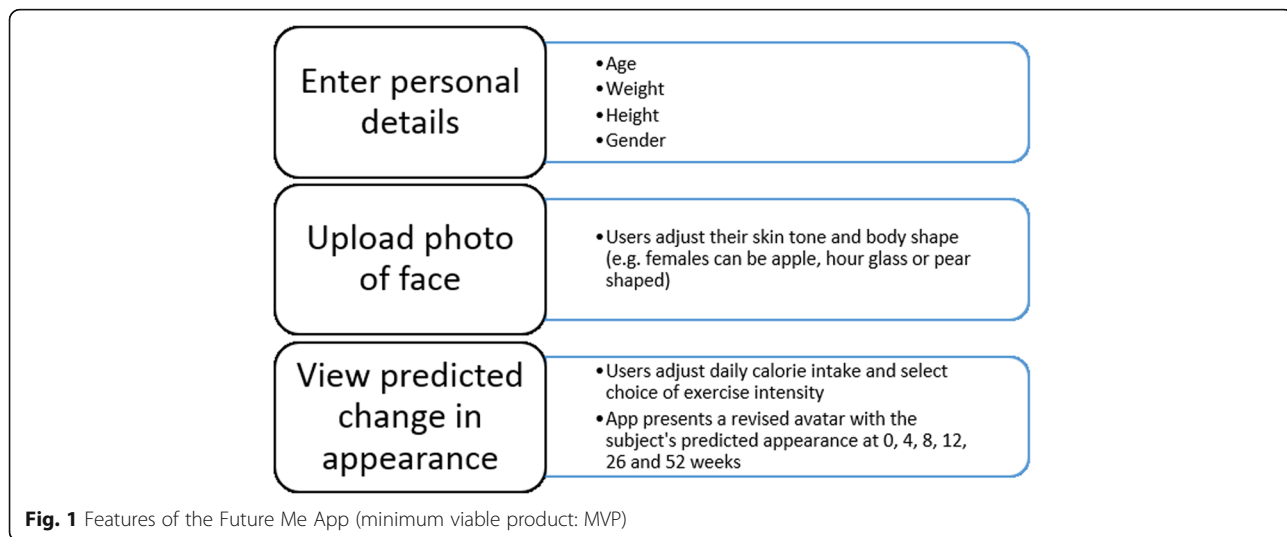 Enter personal
details
•Age
•Weight
•Height
•Gender
Upload photo
of face
•Users adjust their skin tone and body shape
(e.g. females can be apple, hour glass or pear
shaped)
View predicted
change in
appearance
•Users adjust daily calorie intake and select
choice of exercise intensity
•App presents a revised avatar with the
subject's predicted appearance at 0, 4, 8, 12,
26 and 52 weeks
Fig. 1 Features of the Future Me App (minimum viable product: MVP)